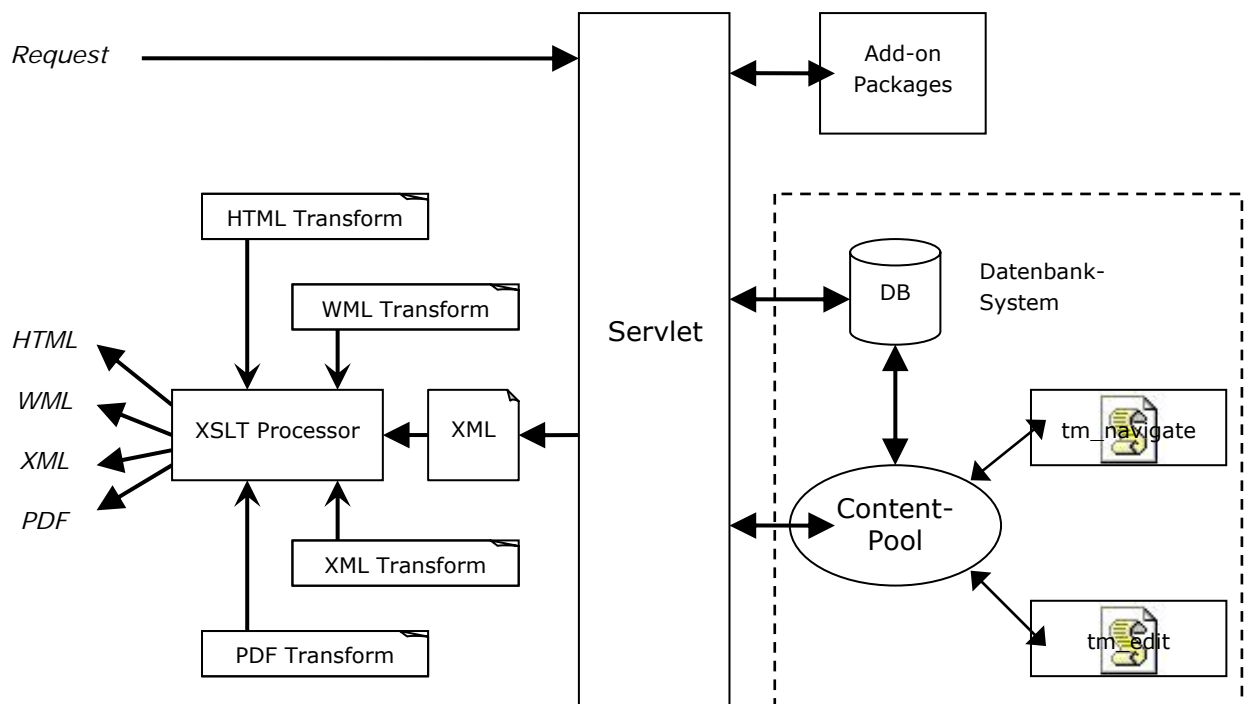 Request
Add-on
Packages
HTML Transform
WML Transform
DB
Datenbank-
System
Servlet
HTML
WML
XML
PDF
XSLT Processor
XML
tm_navigate
Content-
Pool
XML Transform
PDF Transform
tm_edit